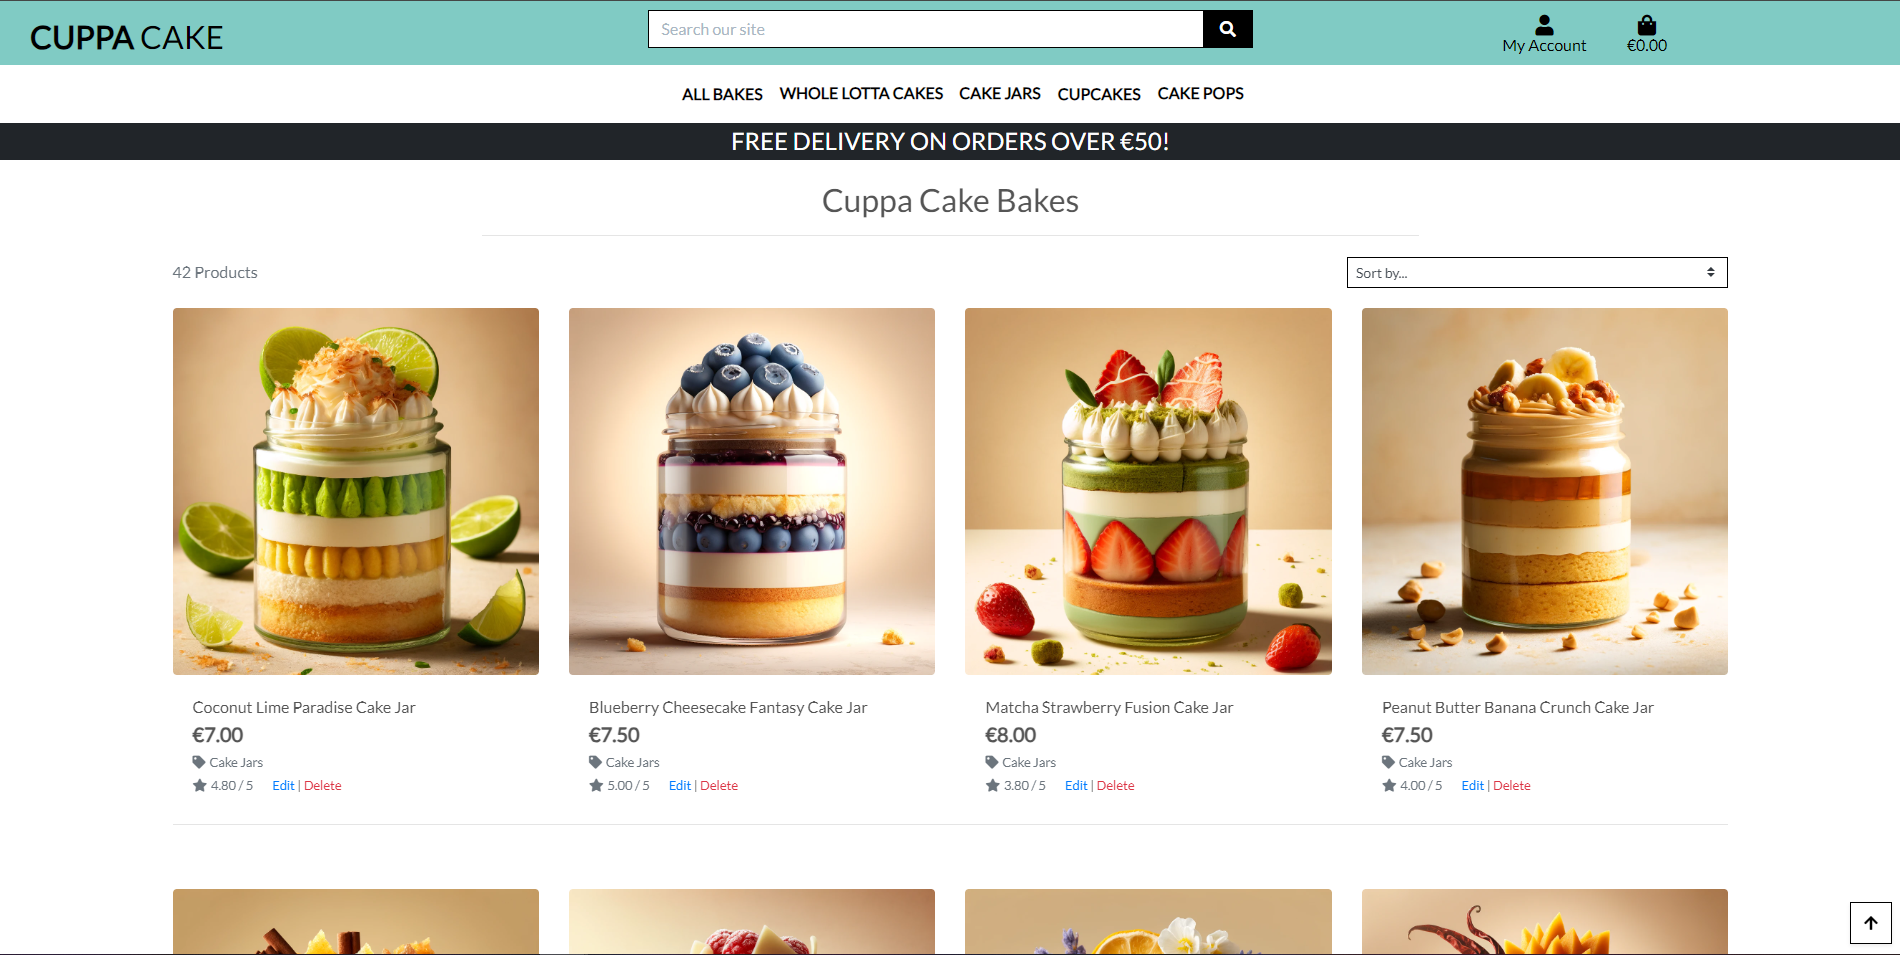 CUPPA CAKE
Search our site
My Account
€0.00
ALL BAKES
WHOLE LOTTA CAKES
CAKE JARS
CUPCAKES
CAKE POPS
FREE DELIVERY ON ORDERS OVER €50!
Cuppa Cake Bakes
42 Products
Sort by...
Coconut Lime Paradise Cake Jar
€7.00
Cake Jars
4.80 / 5 Edit | Delete
Blueberry Cheesecake Fantasy Cake Jar
€7.50
Cake Jars
5.00 / 5 Edit | Delete
Matcha Strawberry Fusion Cake Jar
€8.00
Cake Jars
3.80 / 5 Edit | Delete
Peanut Butter Banana Crunch Cake Jar
€7.50
Cake Jars
4.00 / 5 Edit | Delete